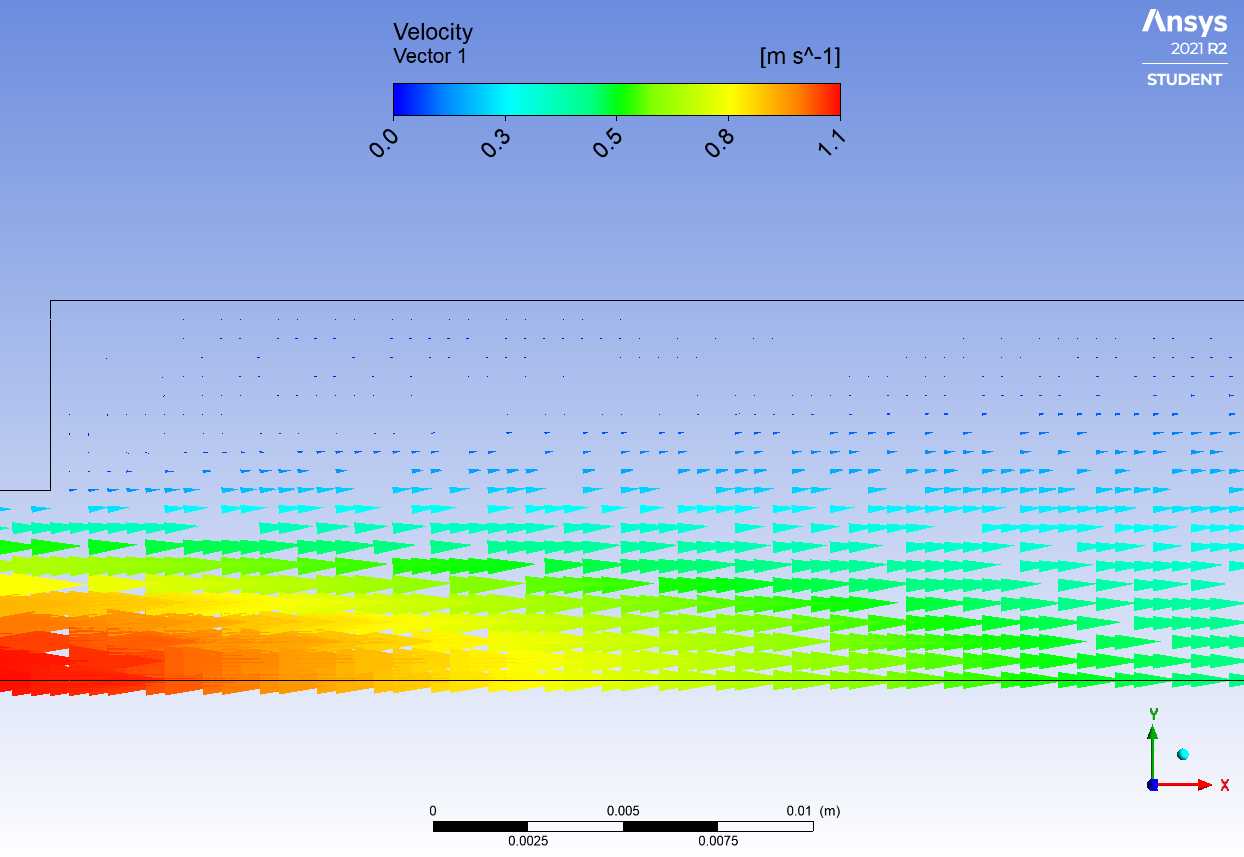 Velocity
Vector 1
[m s^-1]
0.0
0.3
0.5
0.8
1.1
Ansys
2021 R2
STUDENT
Y
X
0
0.005
0.01
(m)
0.0025
0.0075